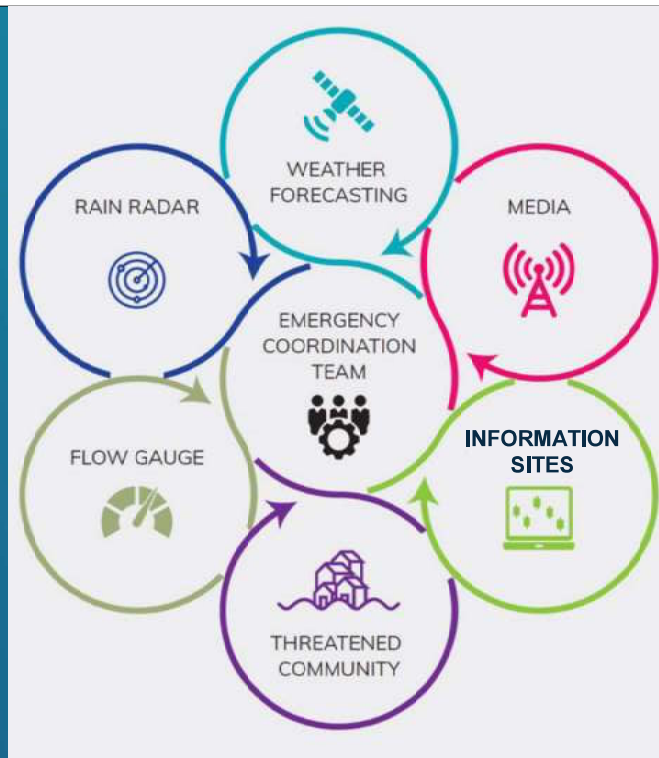 WEATHER
FORECASTING
RAIN RADAR
MEDIA
EMERGENCY
COORDINATION
TEAM
FLOW GAUGE
INFORMATION
SITES
THREATENED
COMMUNITY